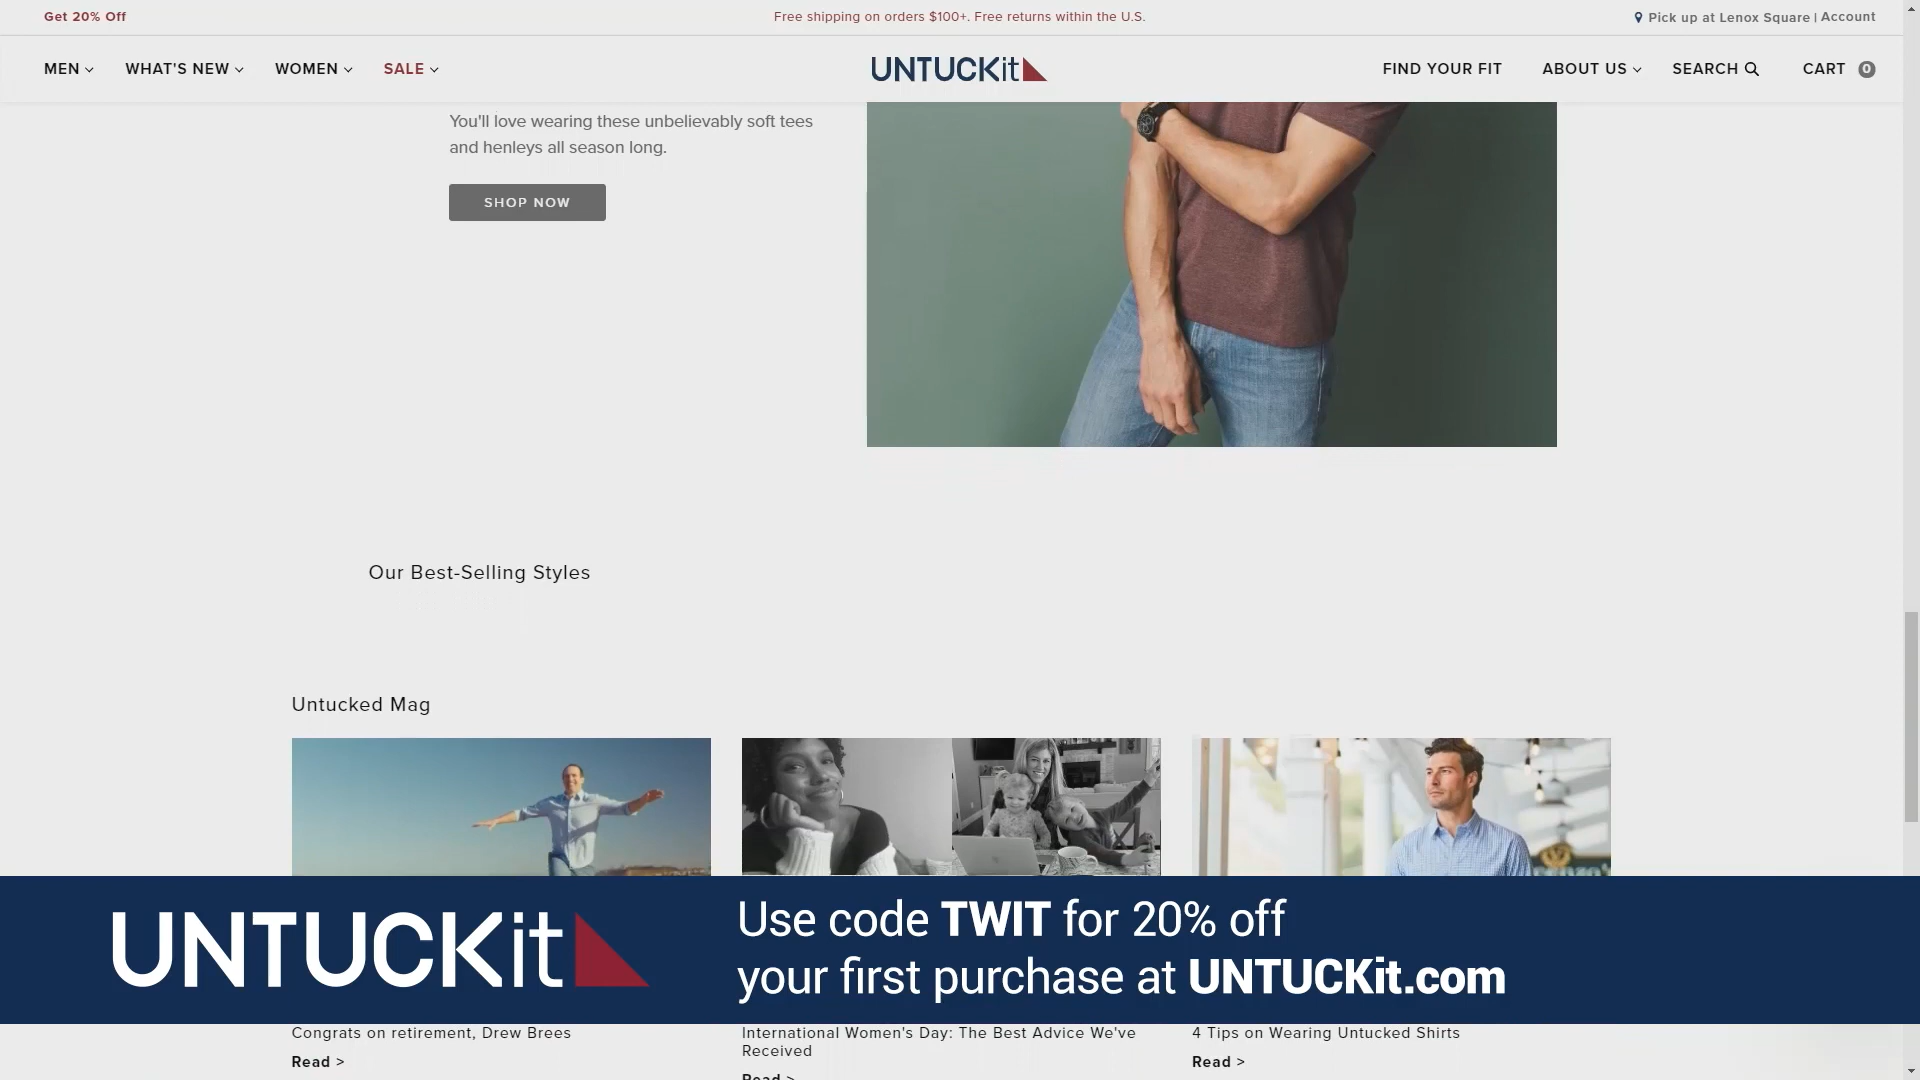 Get 20% Off
Free shipping on orders $100+. Free returns within the U.S.
Pick up at Lenox Square | Account
MEN WHAT'S NEW WOMEN SALE
UNTUCKit
FIND YOUR FIT ABOUT US SEARCH CART 0
You'll love wearing these unbelievably soft tees
and henleys all season long.
SHOP NOW
Our Best-Selling Styles
Untucked Mag
UNTUCKit
Use code TWIT for 20% off
your first purchase at UNTUCKit.com
Congrats on retirement, Drew Brees
Read >
International Women's Day: The Best Advice We've
Received
Read >
4 Tips on Wearing Untucked Shirts
Read >